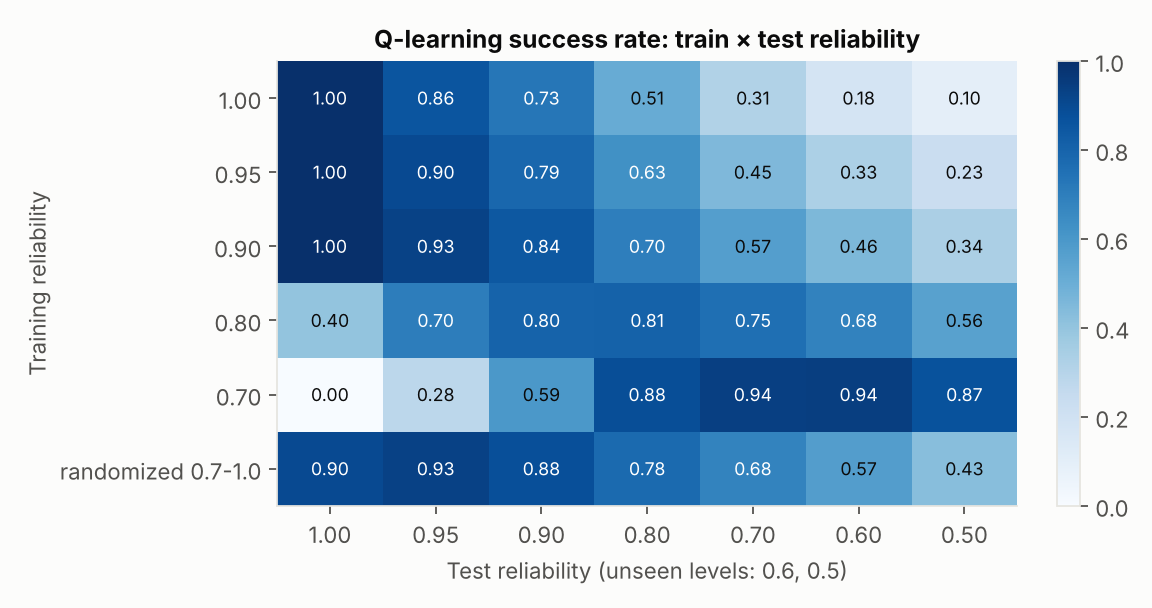 Q-learning success rate: train × test reliability
1.00 1.00 0.86 0.73 0.51 0.31 0.18 0.10
0.95 1.00 0.90 0.79 0.63 0.45 0.33 0.23
0.90 1.00 0.93 0.84 0.70 0.57 0.46 0.34
0.80 0.40 0.70 0.80 0.81 0.75 0.68 0.56
0.70 0.00 0.28 0.59 0.88 0.94 0.94 0.87
randomized 0.7-1.0 0.90 0.93 0.88 0.78 0.68 0.57 0.43
1.00 0.95 0.90 0.80 0.70 0.60 0.50
Test reliability (unseen levels: 0.6, 0.5)
Training reliability
1.0
0.8
0.6
0.4
0.2
0.0